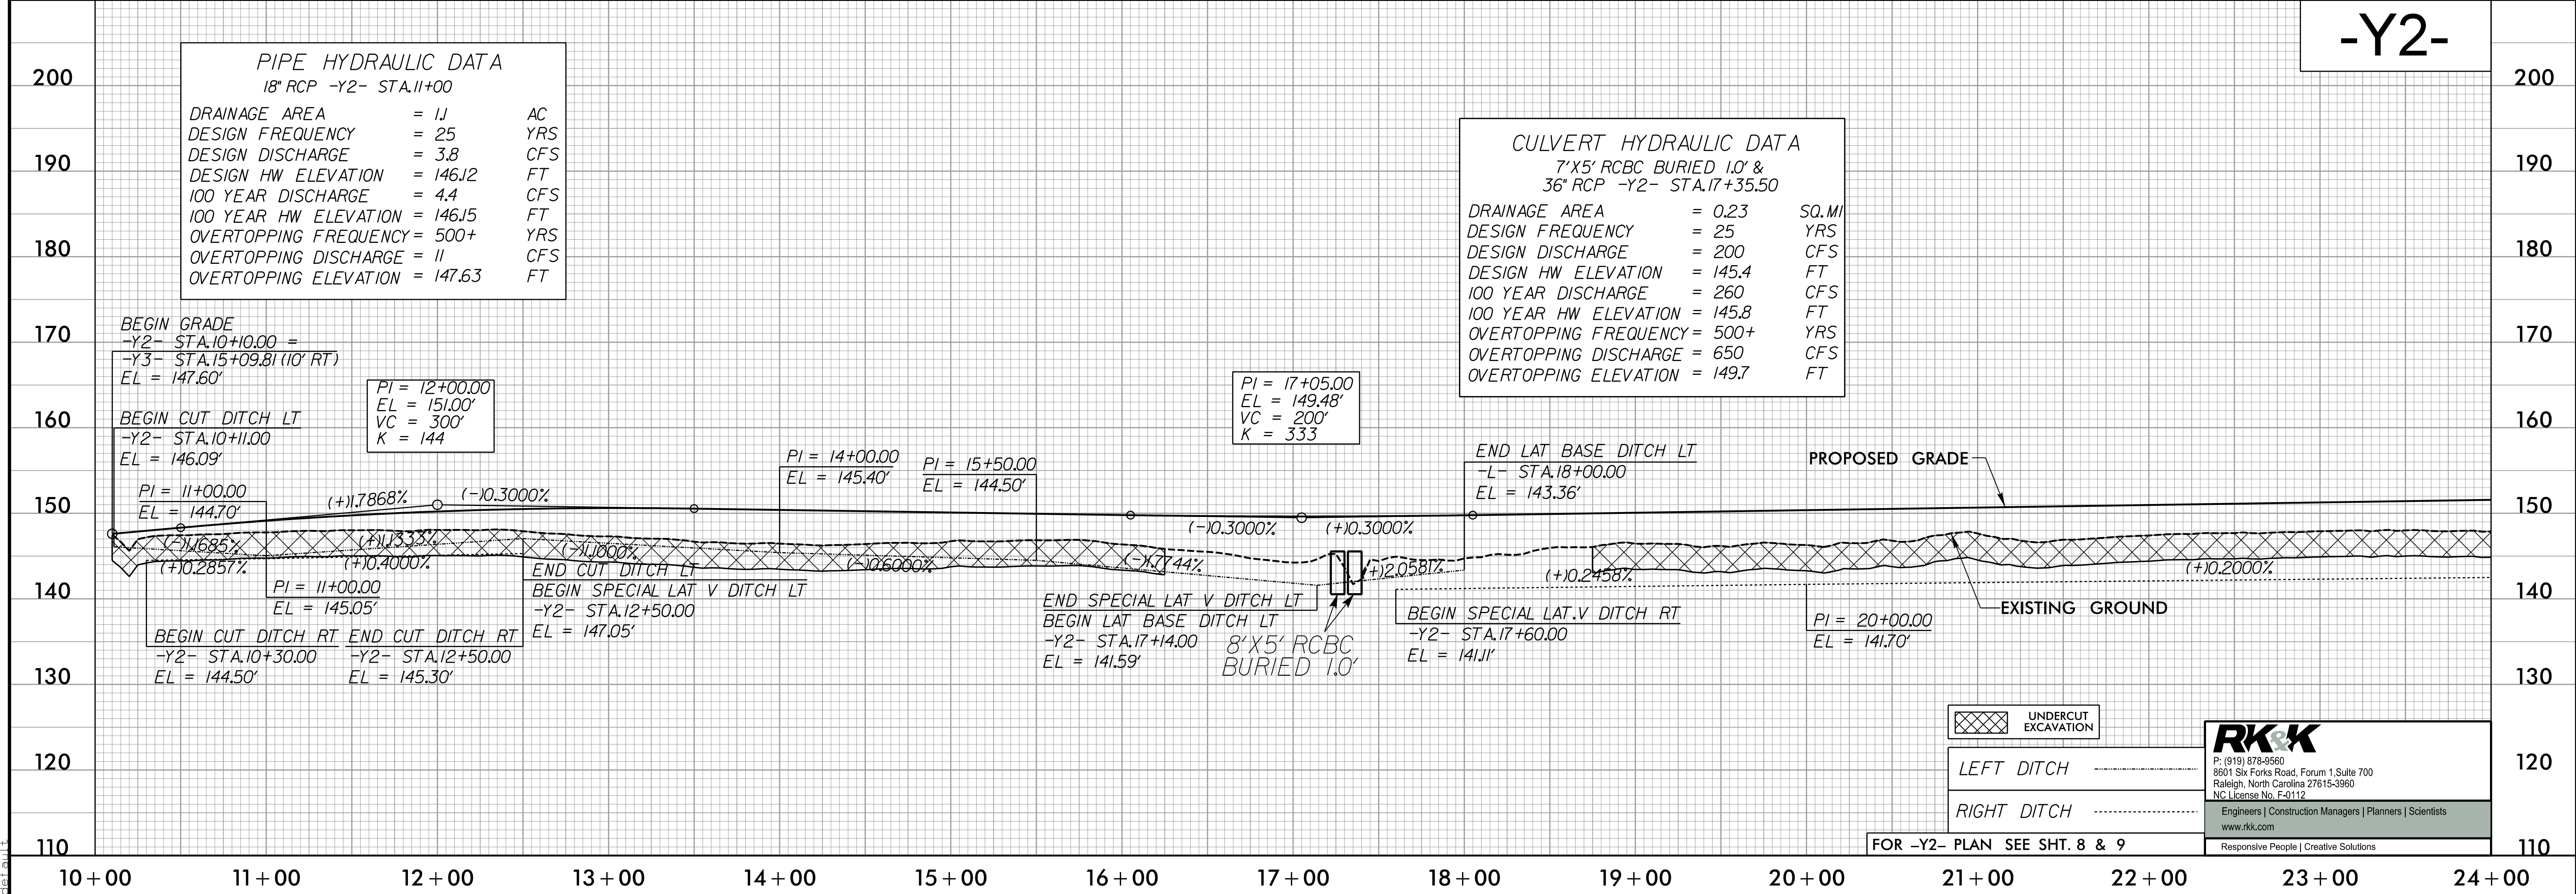 -Y2-
200
190
180
170
160
150
140
130
120
110
200
190
180
170
160
150
140
130
120
110
PIPE HYDRAULIC DATA
18" RCP -Y2- STA.11+00
DRAINAGE AREA = 1.1 AC
DESIGN FREQUENCY = 25 YRS
DESIGN DISCHARGE = 3.8 CFS
DESIGN HW ELEVATION = 146.12 FT
100 YEAR DISCHARGE = 4.4 CFS
100 YEAR HW ELEVATION = 146.15 FT
OVERTOPPING FREQUENCY = 500+ YRS
OVERTOPPING DISCHARGE = 11 CFS
OVERTOPPING ELEVATION = 147.63 FT
CULVERT HYDRAULIC DATA
7'X5' RCBC BURIED 1.0' &
36" RCP -Y2- STA.17+35.50
DRAINAGE AREA = 0.23 SQ.MI
DESIGN FREQUENCY = 25 YRS
DESIGN DISCHARGE = 200 CFS
DESIGN HW ELEVATION = 145.4 FT
100 YEAR DISCHARGE = 260 CFS
100 YEAR HW ELEVATION = 145.8 FT
OVERTOPPING FREQUENCY = 500+ YRS
OVERTOPPING DISCHARGE = 650 CFS
OVERTOPPING ELEVATION = 149.7 FT
BEGIN GRADE
-Y2- STA.10+10.00 =
-Y3- STA.15+09.81 (10' RT)
EL = 147.60'
BEGIN CUT DITCH LT
-Y2- STA.10+11.00
EL = 146.09'
PI = 11+00.00
EL = 144.70'
PI = 12+00.00
EL = 151.00'
VC = 300'
K = 144
PI = 14+00.00
EL = 145.40'
PI = 15+50.00
EL = 144.50'
PI = 17+05.00
EL = 149.48'
VC = 200'
K = 333
END LAT BASE DITCH LT
-L- STA.18+00.00
EL = 143.36'
PROPOSED GRADE
(+)1.7868%
(-)0.3000%
(-)0.3000%
(+)0.3000%
(-)1.1685%
(+)1.1333%
(-)1.1000%
(-)0.6000%
(-)1.7744%
(+)2.0581%
(+)0.2857%
(+)0.4000%
(+)0.2458%
(+)0.2000%
PI = 11+00.00
EL = 145.05'
BEGIN CUT DITCH RT
-Y2- STA.10+30.00
EL = 144.50'
END CUT DITCH RT
-Y2- STA.12+50.00
EL = 145.30'
END CUT DITCH LT
BEGIN SPECIAL LAT V DITCH LT
-Y2- STA.12+50.00
EL = 147.05'
END SPECIAL LAT V DITCH LT
BEGIN LAT BASE DITCH LT
-Y2- STA.17+14.00
EL = 141.59'
8'X5' RCBC
BURIED 1.0'
BEGIN SPECIAL LAT.V DITCH RT
-Y2- STA.17+60.00
EL = 141.11'
PI = 20+00.00
EL = 141.70'
EXISTING GROUND
UNDERCUT
EXCAVATION
LEFT DITCH
RIGHT DITCH
FOR -Y2- PLAN SEE SHT. 8 & 9
RK&K
P: (919) 878-9560
8601 Six Forks Road, Forum 1,Suite 700
Raleigh, North Carolina 27615-3960
NC License No. F-0112
Engineers | Construction Managers | Planners | Scientists
www.rkk.com
Responsive People | Creative Solutions
10+00 11+00 12+00 13+00 14+00 15+00 16+00 17+00 18+00 19+00 20+00 21+00 22+00 23+00 24+00
default